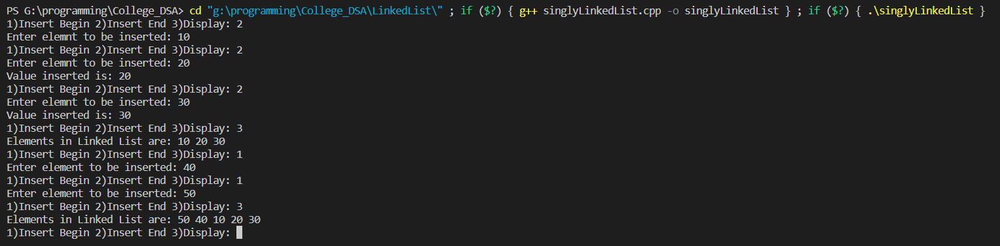 PS G:\programming\College_DSA> cd "g:\programming\College_DSA\LinkedList\" ; if ($?) { g++ singlyLinkedList.cpp -o singlyLinkedList } ; if ($?) { .\singlyLinkedList }
1)Insert Begin 2)Insert End 3)Display: 2
Enter elemnt to be inserted: 10
1)Insert Begin 2)Insert End 3)Display: 2
Enter elemnt to be inserted: 20
Value inserted is: 20
1)Insert Begin 2)Insert End 3)Display: 2
Enter elemnt to be inserted: 30
Value inserted is: 30
1)Insert Begin 2)Insert End 3)Display: 3
Elements in Linked List are: 10 20 30
1)Insert Begin 2)Insert End 3)Display: 1
Enter element to be inserted: 40
1)Insert Begin 2)Insert End 3)Display: 1
Enter element to be inserted: 50
1)Insert Begin 2)Insert End 3)Display: 3
Elements in Linked List are: 50 40 10 20 30
1)Insert Begin 2)Insert End 3)Display: